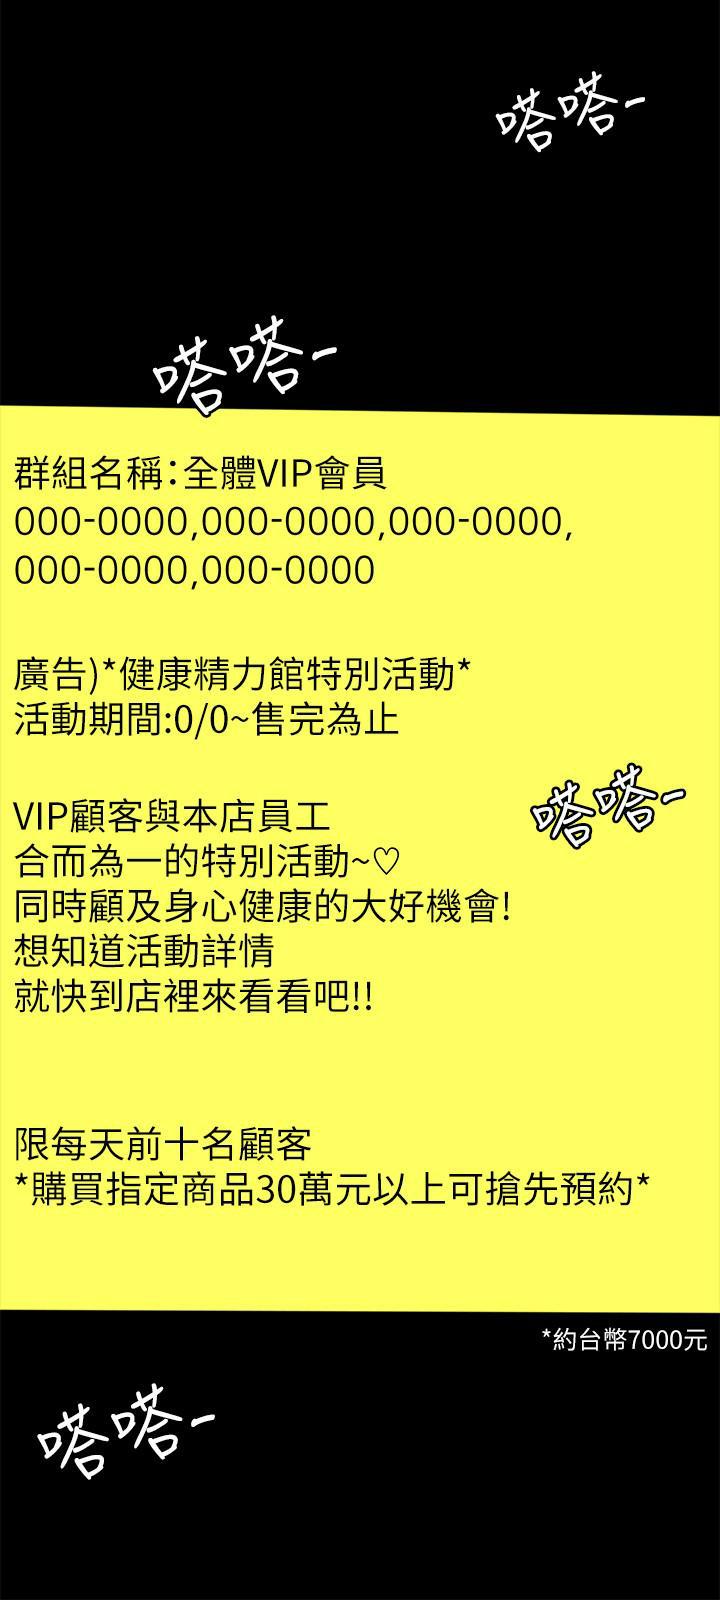 嗒嗒-
嗒嗒-
群組名稱：全體VIP會員
000-0000,000-0000,000-0000,
000-0000,000-0000
廣告)*健康精力館特別活動*
活動期間:0/0~售完為止
嗒嗒-
VIP顧客與本店員工
合而為一的特別活動~♡
同時顧及身心健康的大好機會!
想知道活動詳情
就快到店裡來看看吧!!
限每天前十名顧客
*購買指定商品30萬元以上可搶先預約*
*約台幣7000元
嗒嗒-